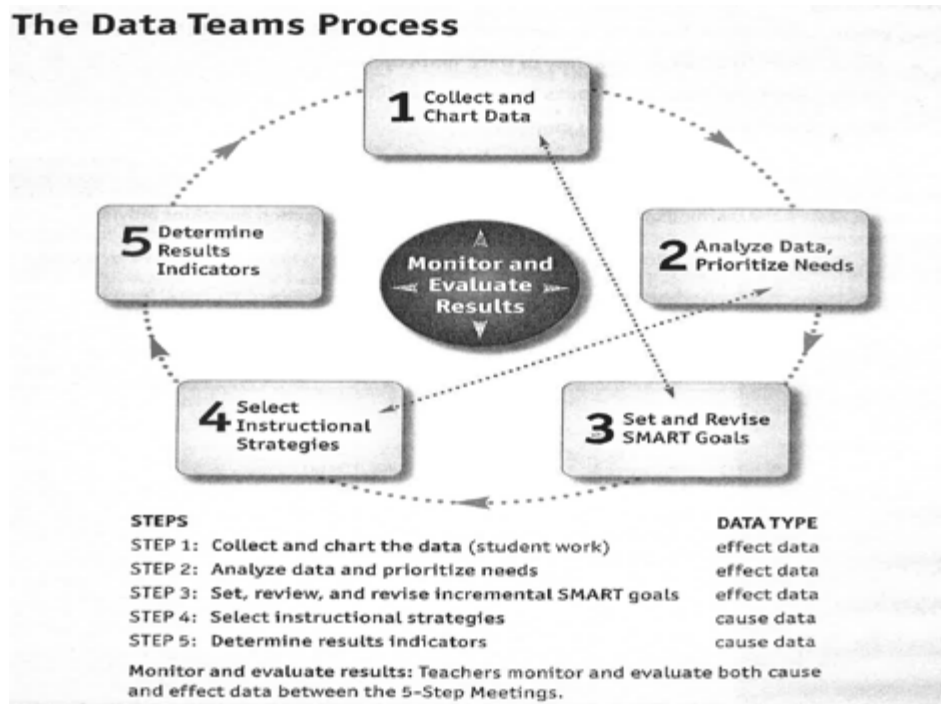 The Data Teams Process
1 Collect and
Chart Data
2 Analyze Data,
Prioritize Needs
3 Set and Revise
SMART Goals
4 Select
Instructional
Strategies
5 Determine
Results
Indicators
Monitor and
Evaluate
Results
STEPS DATA TYPE
STEP 1: Collect and chart the data (student work) effect data
STEP 2: Analyze data and prioritize needs effect data
STEP 3: Set, review, and revise incremental SMART goals effect data
STEP 4: Select instructional strategies cause data
STEP 5: Determine results indicators cause data
Monitor and evaluate results: Teachers monitor and evaluate both cause
and effect data between the 5-Step Meetings.